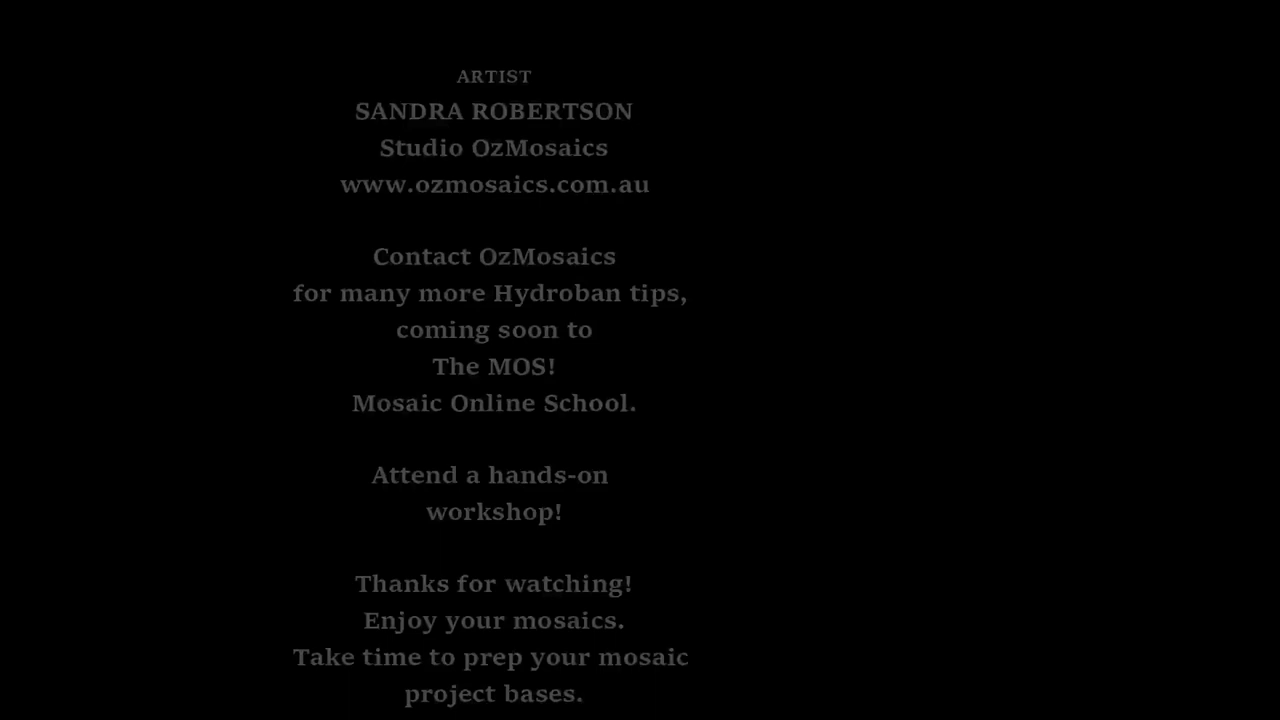 ARTIST
SANDRA ROBERTSON
Studio OzMosaics
www.ozmosaics.com.au
Contact OzMosaics
for many more Hydroban tips,
coming soon to
The MOS!
Mosaic Online School.
Attend a hands-on
workshop!
Thanks for watching!
Enjoy your mosaics.
Take time to prep your mosaic
project bases.